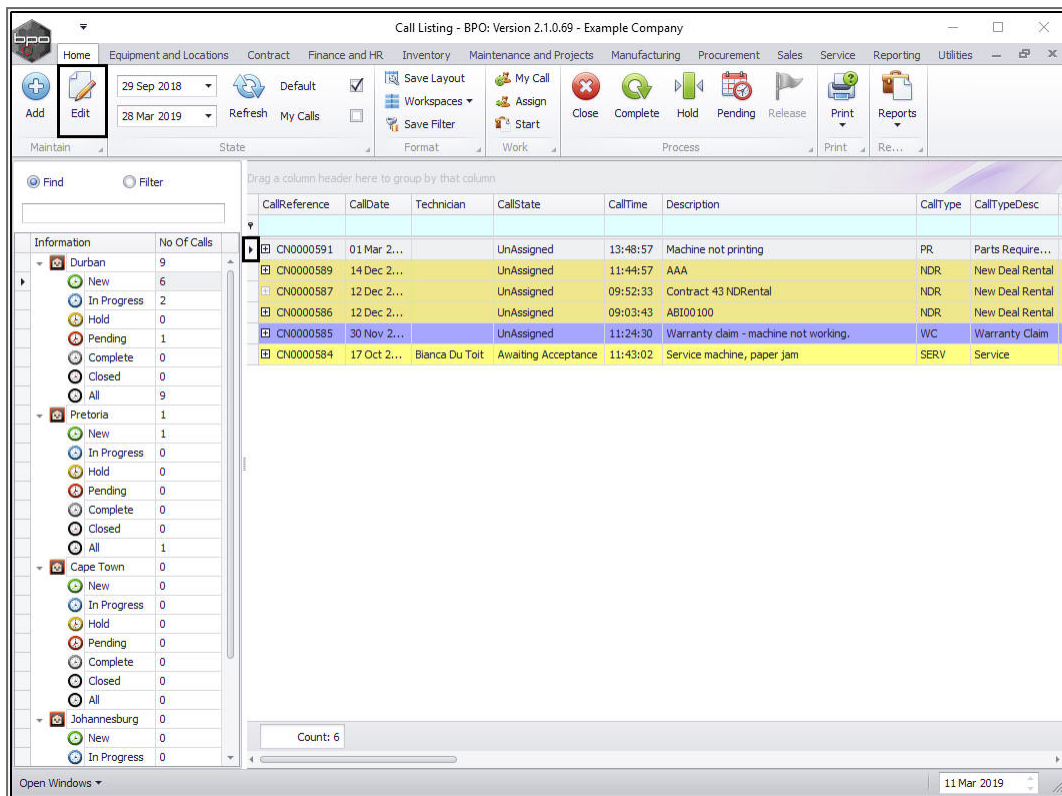 Call Listing - BPO: Version 2.1.0.69 - Example Company
bpo
Home Equipment and Locations Contract Finance and HR Inventory Maintenance and Projects Manufacturing Procurement Sales Service Reporting Utilities
Add Edit 29 Sep 2018 28 Mar 2019 Refresh Default My Calls Save Layout Workspaces Save Filter My Call Assign Start Close Complete Hold Pending Release Print Reports
Maintain State Format Work Process Print Re...
Find Filter
Drag a column header here to group by that column
Information No Of Calls
Durban 9
New 6
In Progress 2
Hold 0
Pending 1
Complete 0
Closed 0
All 9
Pretoria 1
New 1
In Progress 0
Hold 0
Pending 0
Complete 0
Closed 0
All 1
Cape Town 0
New 0
In Progress 0
Hold 0
Pending 0
Complete 0
Closed 0
All 0
Johannesburg 0
New 0
In Progress 0
CallReference CallDate Technician CallState CallTime Description CallType CallTypeDesc
CN0000591 01 Mar 2... UnAssigned 13:48:57 Machine not printing PR Parts Require...
CN0000589 14 Dec 2... UnAssigned 11:44:57 AAA NDR New Deal Rental
CN0000587 12 Dec 2... UnAssigned 09:52:33 Contract 43 NDRental NDR New Deal Rental
CN0000586 12 Dec 2... UnAssigned 09:03:43 ABI00100 NDR New Deal Rental
CN0000585 30 Nov 2... UnAssigned 11:24:30 Warranty claim - machine not working. WC Warranty Claim
CN0000584 17 Oct 2... Bianca Du Toit Awaiting Acceptance 11:43:02 Service machine, paper jam SERV Service
Count: 6
Open Windows 11 Mar 2019